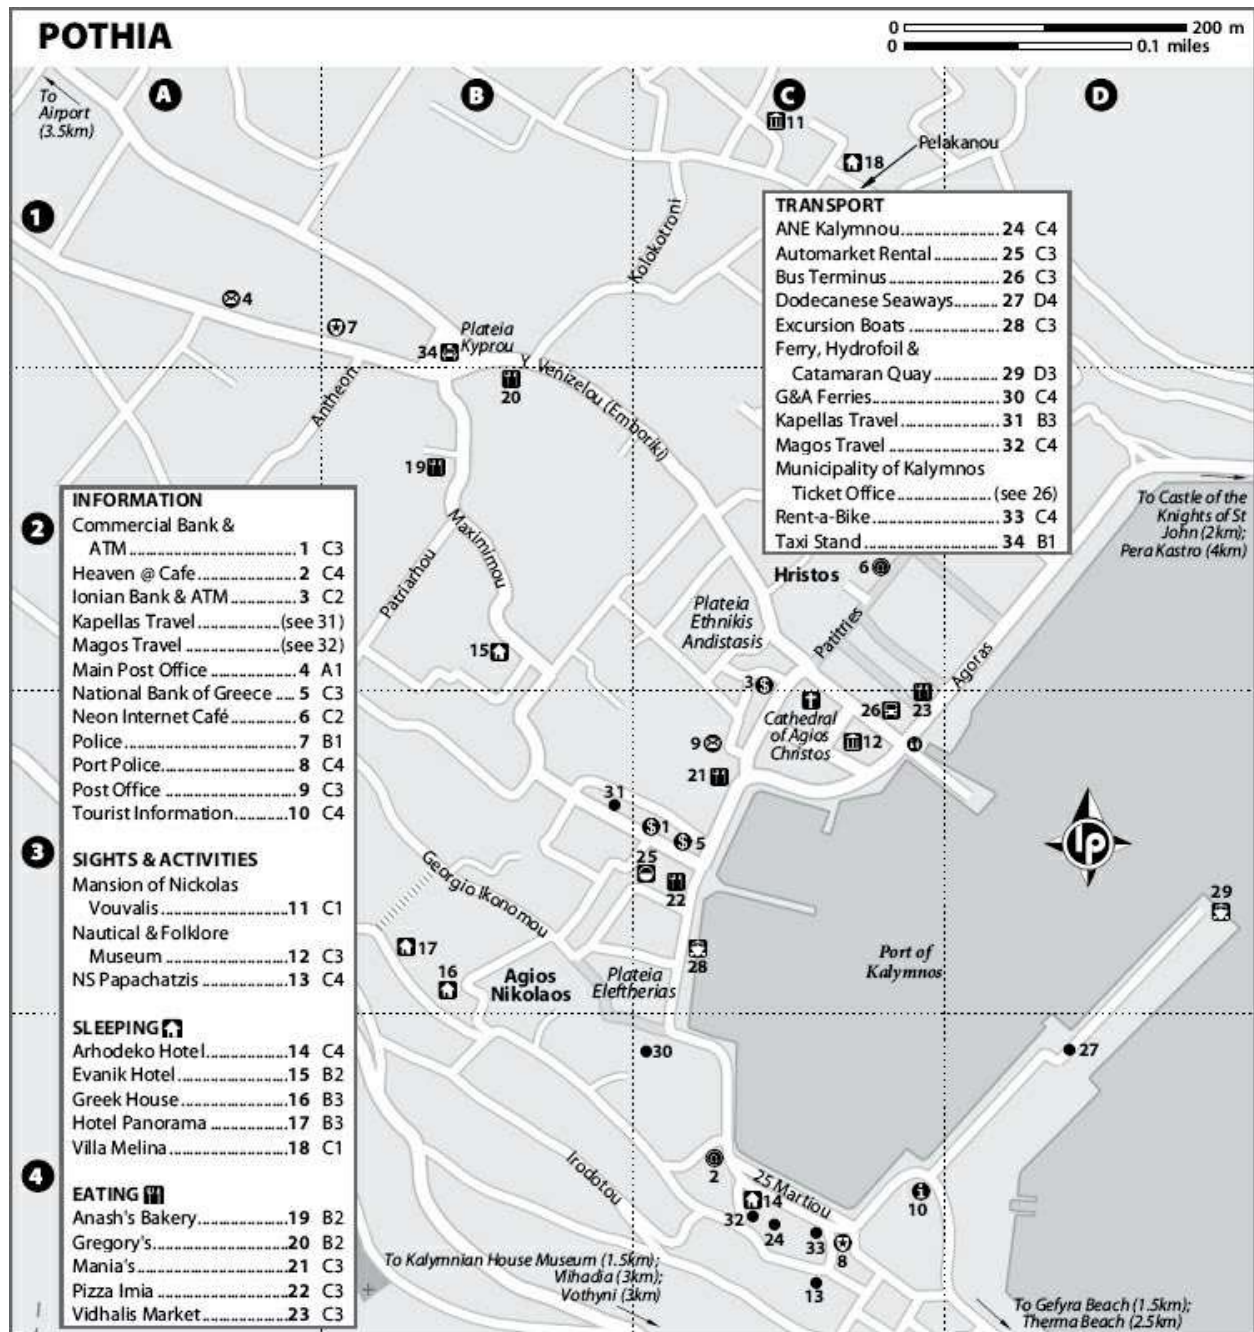 POTHIA
0 200 m
0 0.1 miles
A
B
C
D
To
Airport
(3.5km)
11
18
Pelakanou
1
Kolokotroni
4
7
Plateia
Kyprou
34
Y. Venizelou (Emboriki)
20
Antheon
19
TRANSPORT
ANE Kalymnou 24 C4
Automarket Rental 25 C3
Bus Terminus 26 C3
Dodecanese Seaways 27 D4
Excursion Boats 28 C3
Ferry, Hydrofoil &
Catamaran Quay 29 D3
G&A Ferries 30 C4
Kapellas Travel 31 B3
Magos Travel 32 C4
Municipality of Kalymnos
Ticket Office (see 26)
Rent-a-Bike 33 C4
Taxi Stand 34 B1
To Castle of the
Knights of St
John (2km);
Pera Kastro (4km)
2
Maximimou
Patriarhou
15
Hristos
6
Plateia
Ethnikis
Andistasis
Patitries
Agoras
INFORMATION
Commercial Bank &
ATM 1 C3
Heaven @ Cafe 2 C4
Ionian Bank & ATM 3 C2
Kapellas Travel (see 31)
Magos Travel (see 32)
Main Post Office 4 A1
National Bank of Greece 5 C3
Neon Internet Café 6 C2
Police 7 B1
Port Police 8 C4
Post Office 9 C3
Tourist Information 10 C4
SIGHTS & ACTIVITIES
Mansion of Nickolas
Vouvalis 11 C1
Nautical & Folklore
Museum 12 C3
NS Papachatzis 13 C4
SLEEPING
Arhodeko Hotel 14 C4
Evanik Hotel 15 B2
Greek House 16 B3
Hotel Panorama 17 B3
Villa Melina 18 C1
EATING
Anash's Bakery 19 B2
Gregory's 20 B2
Mania's 21 C3
Pizza Imia 22 C3
Vidhalis Market 23 C3
3
26
23
Cathedral
of Agios
Christos
12
9
21
31
1
5
25
22
3
lp
29
Georgio Ikonomou
17
16
Agios
Nikolaos
Plateia
Eleftherias
28
Port of
Kalymnos
30
27
4
Irodotou
2
25 Martiou
14
32
24
33
8
10
13
To Kalymnian House Museum (1.5km);
Vlihadia (3km);
Vothyni (3km)
To Gefyra Beach (1.5km);
Therma Beach (2.5km)